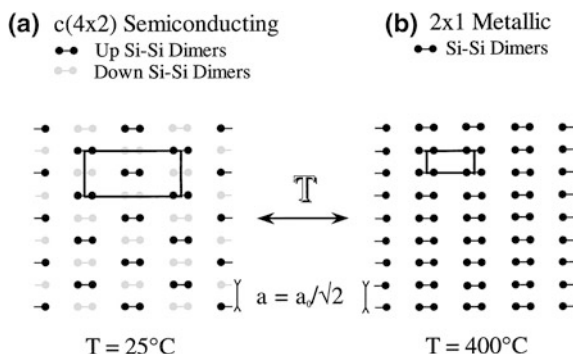 (a) c(4x2) Semiconducting
Up Si-Si Dimers
Down Si-Si Dimers
(b) 2x1 Metallic
Si-Si Dimers
T
a = a₀/√2
T = 25°C
T = 400°C